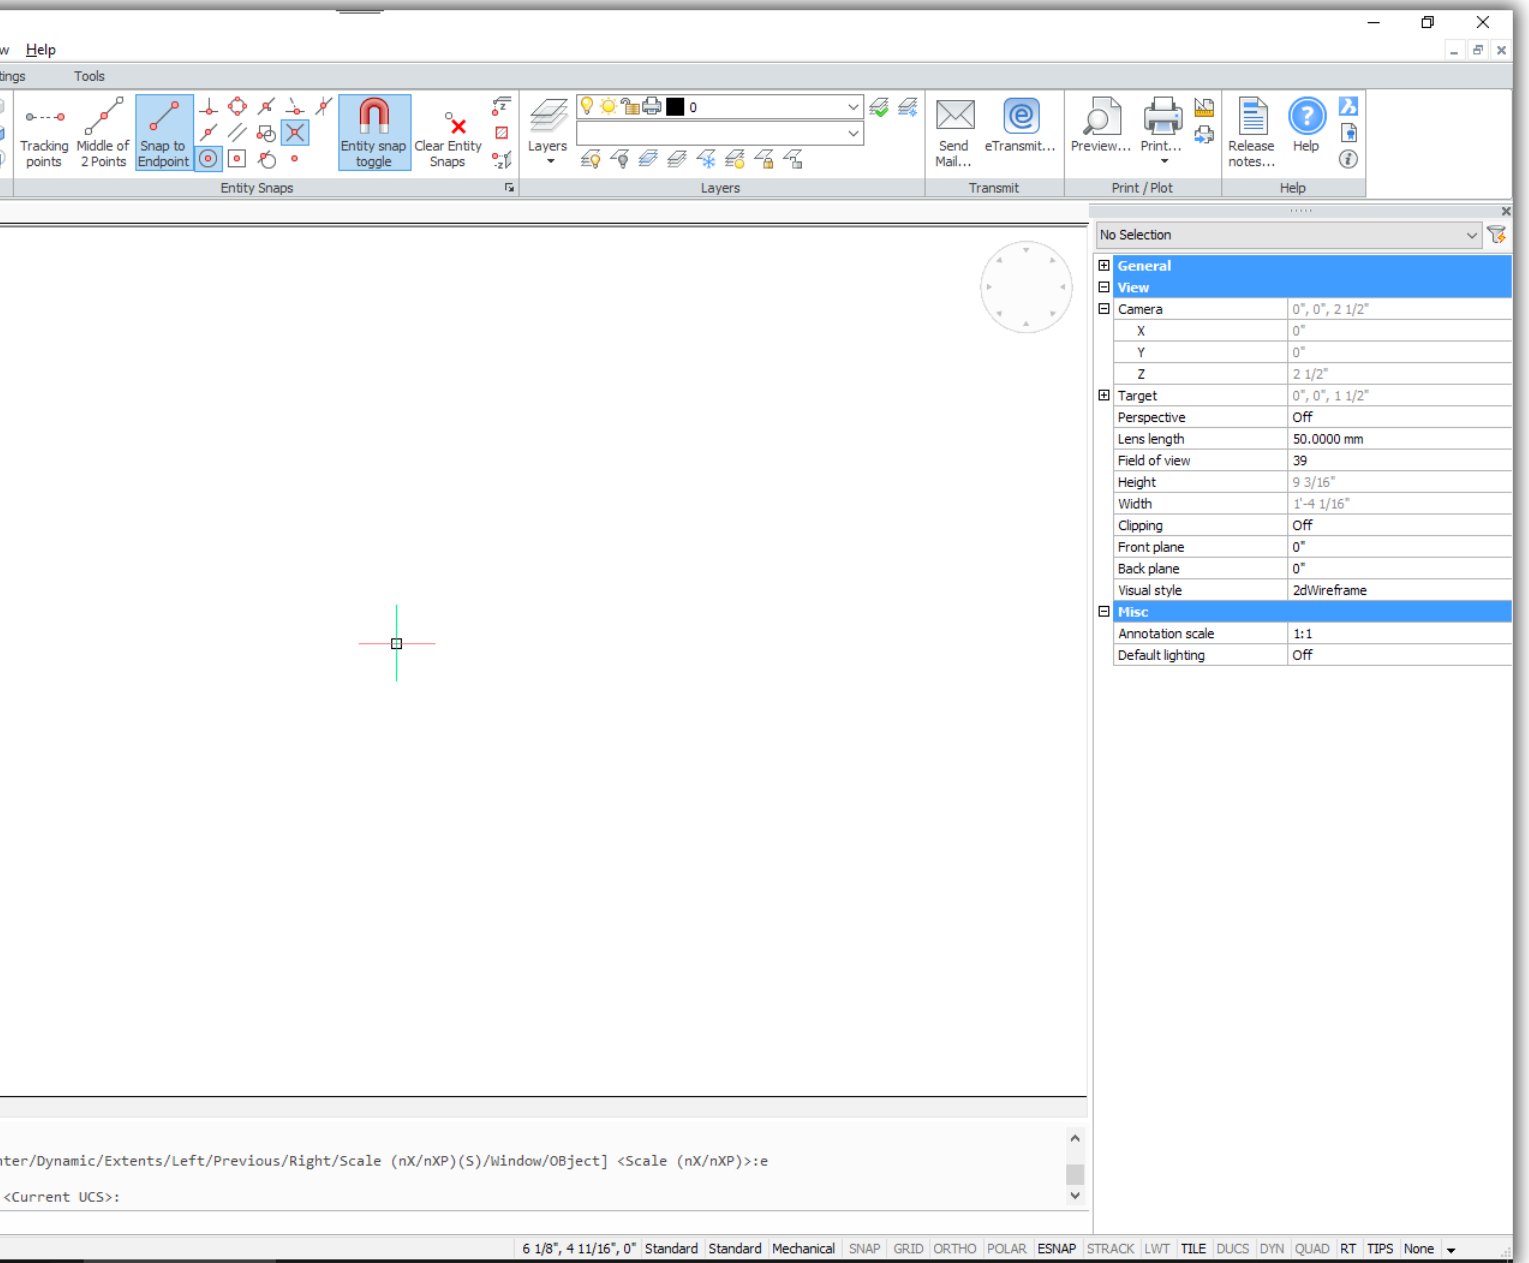 w Help
tings Tools
Tracking points
Middle of 2 Points
Snap to Endpoint
Entity snap toggle
Clear Entity Snaps
Entity Snaps
0
Layers
Layers
Send Mail...
eTransmit...
Transmit
Preview...
Print...
Print / Plot
Release notes...
Help
Help
No Selection
General
View
Camera 0", 0", 2 1/2"
X 0"
Y 0"
Z 2 1/2"
Target 0", 0", 1 1/2"
Perspective Off
Lens length 50.0000 mm
Field of view 39
Height 9 3/16"
Width 1'-4 1/16"
Clipping Off
Front plane 0"
Back plane 0"
Visual style 2dWireframe
Misc
Annotation scale 1:1
Default lighting Off
nter/Dynamic/Extents/Left/Previous/Right/Scale (nX/nXP)(S)/Window/OBject] <Scale (nX/nXP)>:e
<Current UCS>:
6 1/8", 4 11/16", 0" Standard Standard Mechanical SNAP GRID ORTHO POLAR ESNAP STRACK LWT TILE DUCS DYN QUAD RT TIPS None